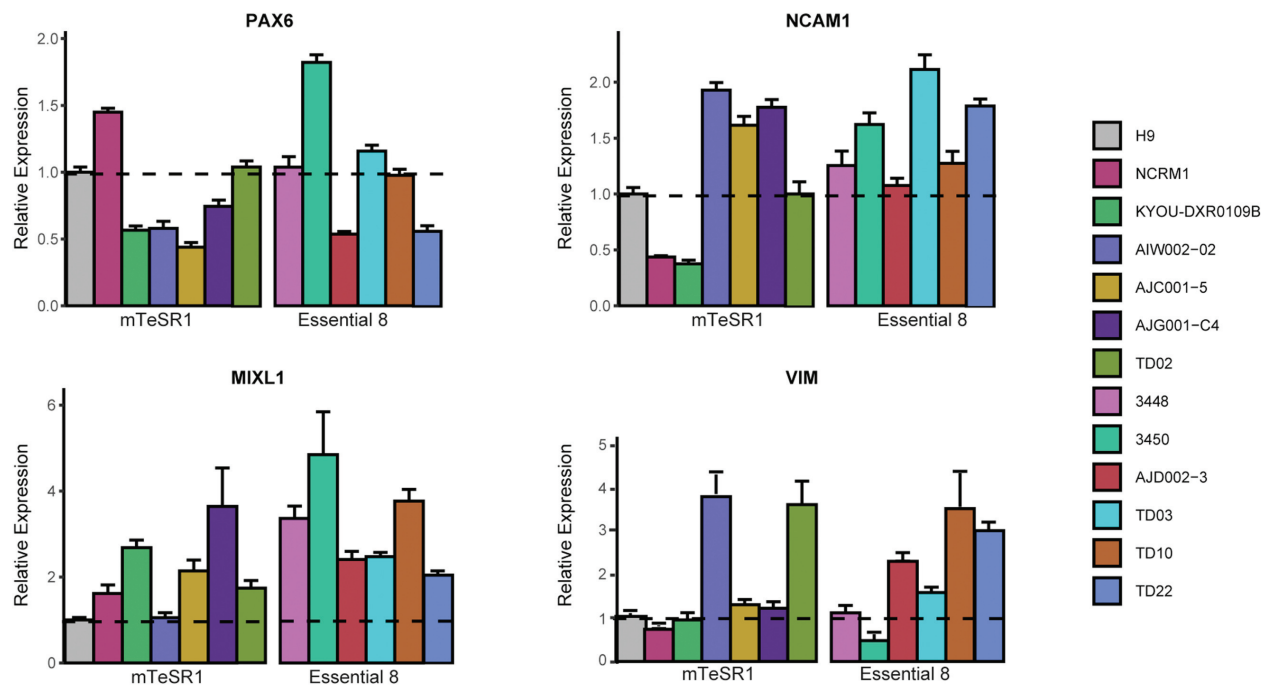 PAX6
Relative Expression
2.0
1.5
1.0
0.5
0.0
mTeSR1
Essential 8
NCAM1
Relative Expression
2.0
1.5
1.0
0.5
0.0
mTeSR1
Essential 8
MIXL1
Relative Expression
6
4
2
0
mTeSR1
Essential 8
VIM
Relative Expression
5
4
3
2
1
0
mTeSR1
Essential 8
H9
NCRM1
KYOU-DXR0109B
AIW002-02
AJC001-5
AJG001-C4
TD02
3448
3450
AJD002-3
TD03
TD10
TD22